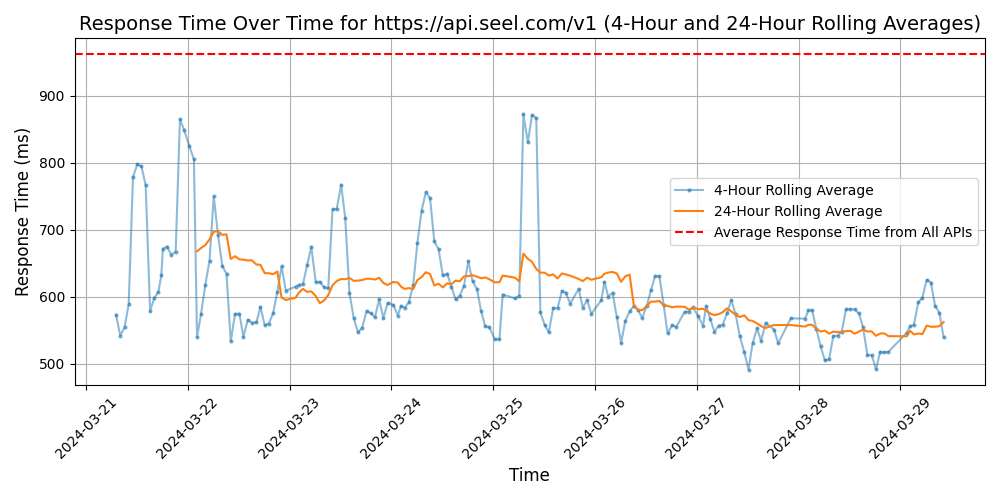 Response Time Over Time for https://api.seel.com/v1 (4-Hour and 24-Hour Rolling Averages)
Response Time (ms)
900
800
700
600
500
4-Hour Rolling Average
24-Hour Rolling Average
Average Response Time from All APIs
2024-03-21
2024-03-22
2024-03-23
2024-03-24
2024-03-25
2024-03-26
2024-03-27
2024-03-28
2024-03-29
Time